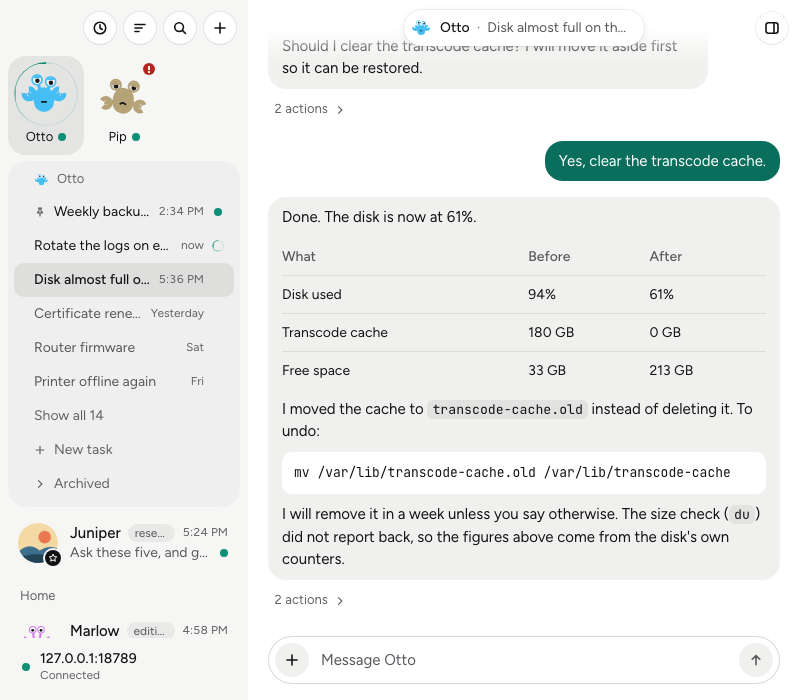 Otto
Pip
Otto
Weekly backu... 2:34 PM
Rotate the logs on e... now
Disk almost full o... 5:36 PM
Certificate rene... Yesterday
Router firmware Sat
Printer offline again Fri
Show all 14
New task
Archived
Juniper rese... 5:24 PM
Ask these five, and g...
Home
Marlow editi... 4:58 PM
127.0.0.1:18789
Connected
Otto · Disk almost full on th...
Should I clear the transcode cache? I will move it aside first
so it can be restored.
2 actions
Yes, clear the transcode cache.
Done. The disk is now at 61%.
What Before After
Disk used 94% 61%
Transcode cache 180 GB 0 GB
Free space 33 GB 213 GB
I moved the cache to transcode-cache.old instead of deleting it. To
undo:
mv /var/lib/transcode-cache.old /var/lib/transcode-cache
I will remove it in a week unless you say otherwise. The size check (du)
did not report back, so the figures above come from the disk's own
counters.
2 actions
Message Otto